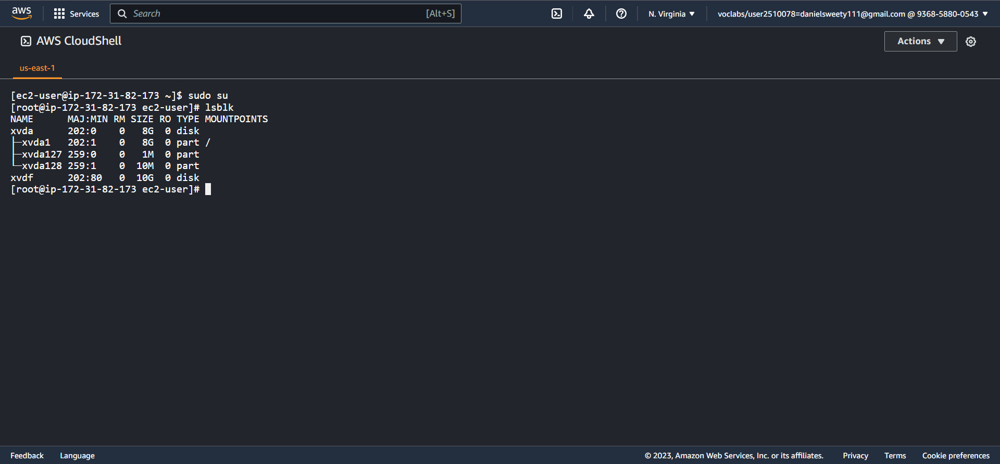 aws Services Search [Alt+S] N. Virginia voclabs/user2510078=danielsweety111@gmail.com @ 9368-5880-0543
AWS CloudShell Actions
us-east-1
[ec2-user@ip-172-31-82-173 ~]$ sudo su
[root@ip-172-31-82-173 ec2-user]# lsblk
NAME      MAJ:MIN RM SIZE RO TYPE MOUNTPOINTS
xvda      202:0    0   8G  0 disk
├─xvda1   202:1    0   8G  0 part /
├─xvda127 259:0    0   1M  0 part
└─xvda128 259:1    0  10M  0 part
xvdf      202:80   0  10G  0 disk
[root@ip-172-31-82-173 ec2-user]#
Feedback Language © 2023, Amazon Web Services, Inc. or its affiliates. Privacy Terms Cookie preferences